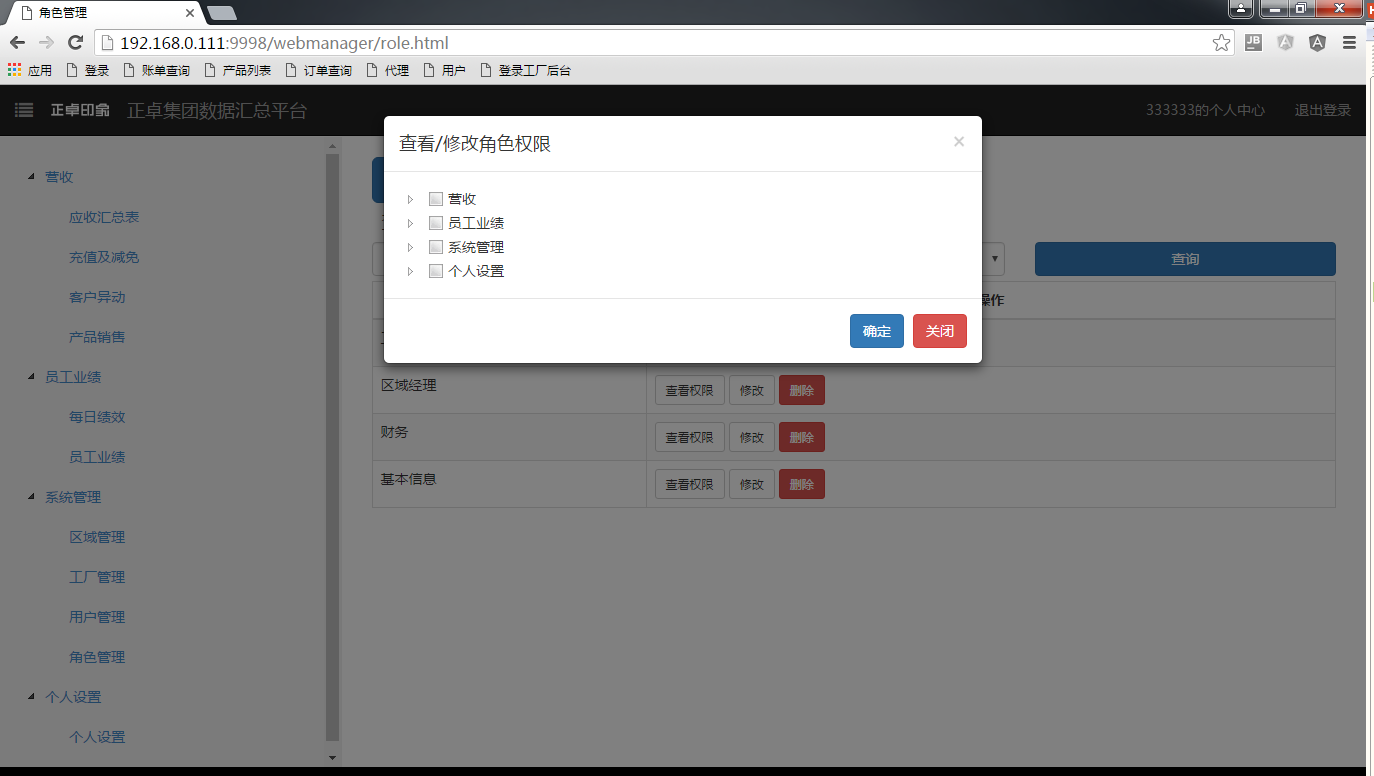 角色管理
192.168.0.111:9998/webmanager/role.html
应用 登录 账单查询 产品列表 订单查询 代理 用户 登录工厂后台
正卓印象 正卓集团数据汇总平台 333333的个人中心 退出登录
查看/修改角色权限 ×
营收
员工业绩
系统管理
个人设置
确定 关闭
营收
应收汇总表
充值及减免
客户异动
产品销售
员工业绩
每日绩效
员工业绩
系统管理
区域管理
工厂管理
用户管理
角色管理
个人设置
个人设置
查询
操作
区域经理 查看权限 修改 删除
财务 查看权限 修改 删除
基本信息 查看权限 修改 删除